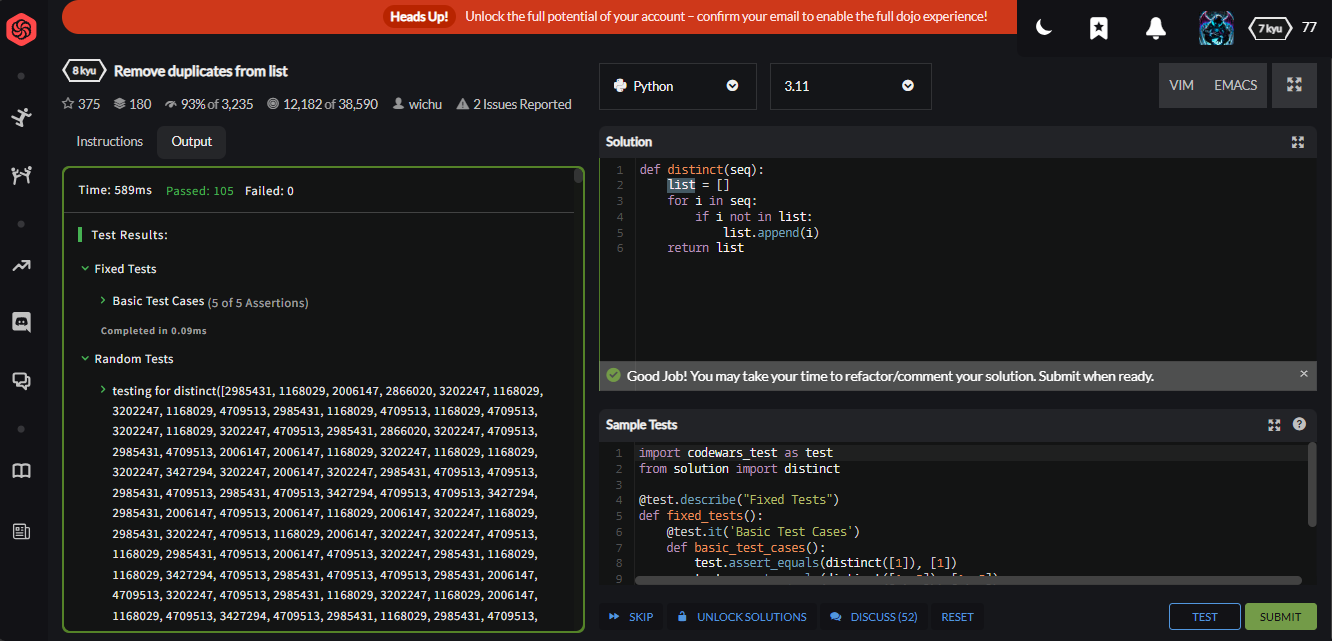 Heads Up! Unlock the full potential of your account – confirm your email to enable the full dojo experience!
7 kyu 77
8 kyu Remove duplicates from list
375 180 93% of 3,235 12,182 of 38,590 wichu 2 Issues Reported
Instructions Output
Time: 589ms Passed: 105 Failed: 0
Test Results:
Fixed Tests
Basic Test Cases (5 of 5 Assertions)
Completed in 0.09ms
Random Tests
testing for distinct([2985431, 1168029, 2006147, 2866020, 3202247, 1168029,
3202247, 1168029, 4709513, 2985431, 1168029, 4709513, 1168029, 4709513,
3202247, 1168029, 3202247, 4709513, 2985431, 2866020, 3202247, 4709513,
2985431, 4709513, 2006147, 2006147, 1168029, 3202247, 1168029, 1168029,
3202247, 3427294, 3202247, 2006147, 3202247, 2985431, 4709513, 4709513,
2985431, 4709513, 2985431, 4709513, 3427294, 4709513, 4709513, 3427294,
2985431, 2006147, 4709513, 1168029, 2006147, 2006147, 3202247, 1168029,
2985431, 3202247, 4709513, 1168029, 2006147, 3202247, 3202247, 4709513,
1168029, 2985431, 4709513, 2006147, 4709513, 3202247, 2985431, 1168029,
1168029, 3427294, 4709513, 2985431, 4709513, 4709513, 2985431, 2006147,
4709513, 3202247, 4709513, 2985431, 1168029, 3202247, 1168029, 2006147,
1168029, 4709513, 3427294, 4709513, 2985431, 1168029, 2985431, 4709513,
Python 3.11 VIM EMACS
Solution
1 def distinct(seq):
2 list = []
3 for i in seq:
4 if i not in list:
5 list.append(i)
6 return list
Good Job! You may take your time to refactor/comment your solution. Submit when ready.
Sample Tests
1 import codewars_test as test
2 from solution import distinct
3
4 @test.describe("Fixed Tests")
5 def fixed_tests():
6 @test.it('Basic Test Cases')
7 def basic_test_cases():
8 test.assert_equals(distinct([1]), [1])
9
SKIP UNLOCK SOLUTIONS DISCUSS (52) RESET TEST SUBMIT